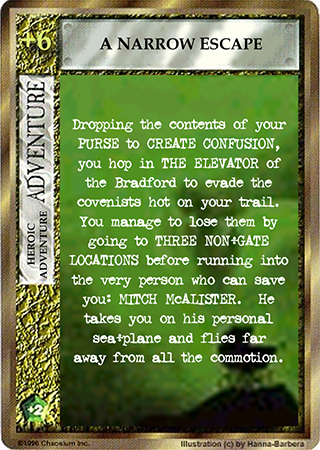 +6
A NARROW ESCAPE
HEROIC
ADVENTURE
ADVENTURE
Dropping the contents of your
PURSE to CREATE CONFUSION,
you hop in THE ELEVATOR of
the Bradford to evade the
covenists hot on your trail.
You manage to lose them by
going to THREE NON+GATE
LOCATIONS before running into
the very person who can save
you: MITCH McALISTER. He
takes you on his personal
sea+plane and flies far
away from all the commotion.
+2
©1996 Chaosium Inc.
Illustration (c) by Hanna-Barbera